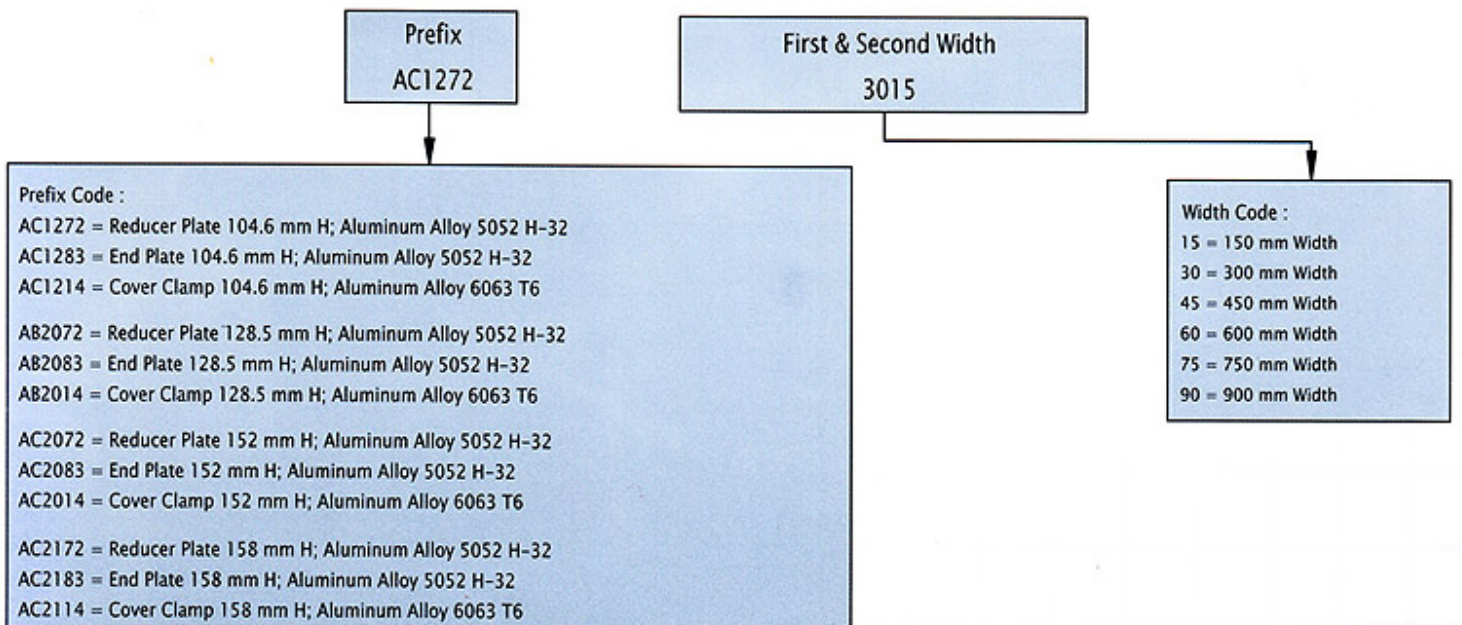 Prefix
AC1272
First & Second Width
3015
Prefix Code :
AC1272 = Reducer Plate 104.6 mm H; Aluminum Alloy 5052 H-32
AC1283 = End Plate 104.6 mm H; Aluminum Alloy 5052 H-32
AC1214 = Cover Clamp 104.6 mm H; Aluminum Alloy 6063 T6
AB2072 = Reducer Plate 128.5 mm H; Aluminum Alloy 5052 H-32
AB2083 = End Plate 128.5 mm H; Aluminum Alloy 5052 H-32
AB2014 = Cover Clamp 128.5 mm H; Aluminum Alloy 6063 T6
AC2072 = Reducer Plate 152 mm H; Aluminum Alloy 5052 H-32
AC2083 = End Plate 152 mm H; Aluminum Alloy 5052 H-32
AC2014 = Cover Clamp 152 mm H; Aluminum Alloy 6063 T6
AC2172 = Reducer Plate 158 mm H; Aluminum Alloy 5052 H-32
AC2183 = End Plate 158 mm H; Aluminum Alloy 5052 H-32
AC2114 = Cover Clamp 158 mm H; Aluminum Alloy 6063 T6
Width Code :
15 = 150 mm Width
30 = 300 mm Width
45 = 450 mm Width
60 = 600 mm Width
75 = 750 mm Width
90 = 900 mm Width